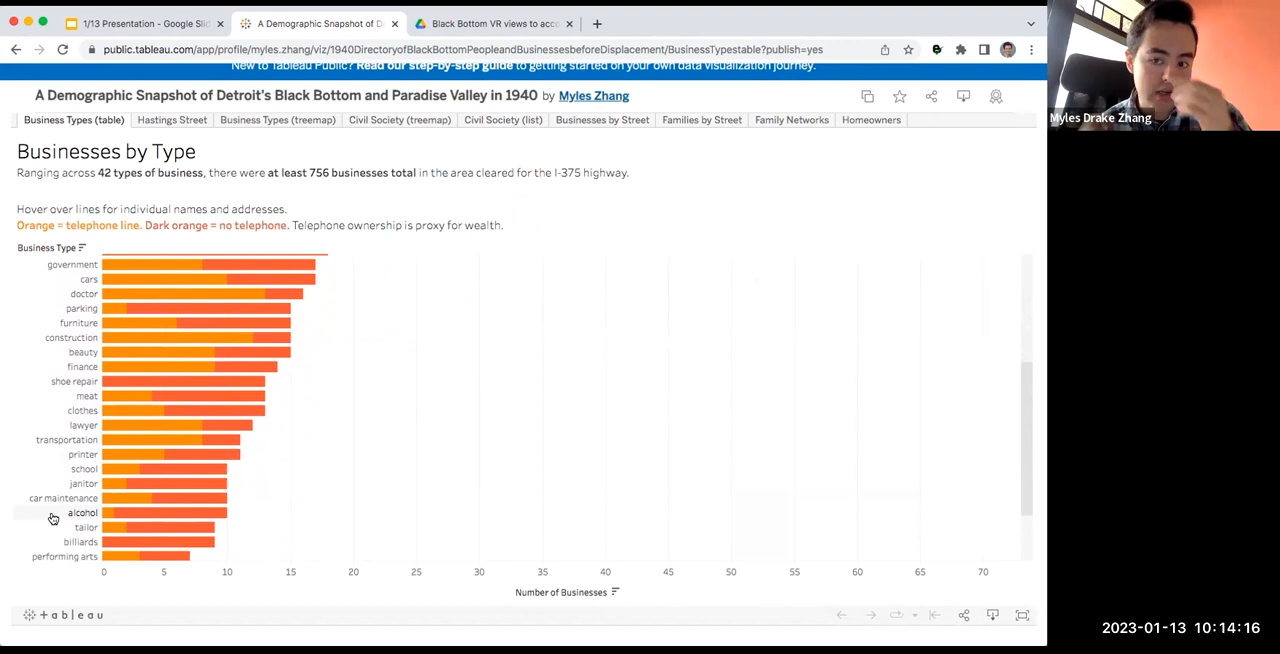 1/13 Presentation - Google Slid
A Demographic Snapshot of D
Black Bottom VR views to acce
public.tableau.com/app/profile/myles.zhang/viz/1940DirectoryofBlackBottomPeopleandBusinessesbeforeDisplacement/BusinessTypestable?publish=yes
New to Tableau Public? Read our step-by-step guide to getting started on your own data visualization journey.
A Demographic Snapshot of Detroit's Black Bottom and Paradise Valley in 1940 by Myles Zhang
Myles Drake Zhang
Business Types (table) Hastings Street Business Types (treemap) Civil Society (treemap) Civil Society (list) Businesses by Street Families by Street Family Networks Homeowners
Businesses by Type
Ranging across 42 types of business, there were at least 756 businesses total in the area cleared for the I-375 highway.
Hover over lines for individual names and addresses.
Orange = telephone line. Dark orange = no telephone. Telephone ownership is proxy for wealth.
Business Type
government
cars
doctor
parking
furniture
construction
beauty
finance
shoe repair
meat
clothes
lawyer
transportation
printer
school
janitor
car maintenance
alcohol
tailor
billiards
performing arts
0 5 10 15 20 25 30 35 40 45 50 55 60 65 70
Number of Businesses
+ a b l e a u
2023-01-13 10:14:16